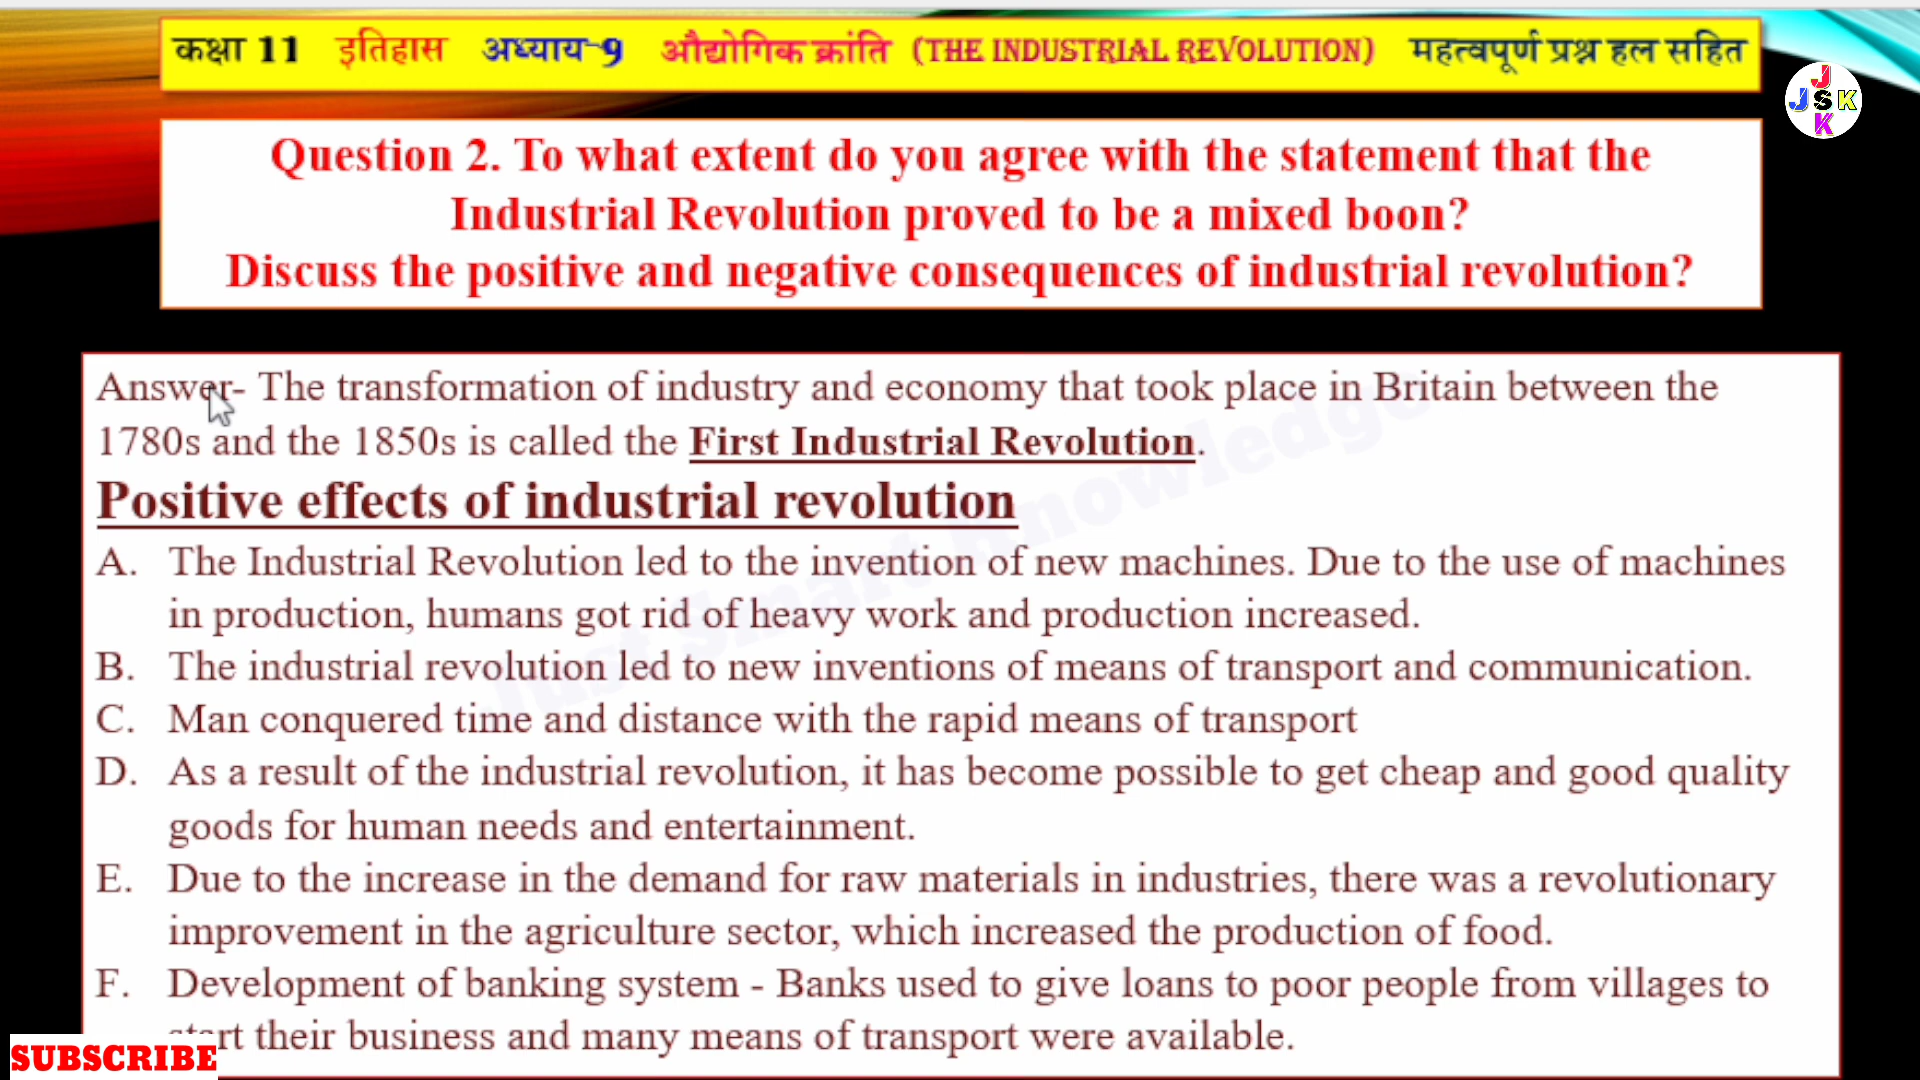 कक्षा 11 इतिहास अध्याय-9 औद्योगिक क्रांति (THE INDUSTRIAL REVOLUTION) महत्वपूर्ण प्रश्न हल सहित
J
J S K
K
Question 2. To what extent do you agree with the statement that the
Industrial Revolution proved to be a mixed boon?
Discuss the positive and negative consequences of industrial revolution?
Answer- The transformation of industry and economy that took place in Britain between the
1780s and the 1850s is called the First Industrial Revolution.
Positive effects of industrial revolution
A. The Industrial Revolution led to the invention of new machines. Due to the use of machines
in production, humans got rid of heavy work and production increased.
B. The industrial revolution led to new inventions of means of transport and communication.
C. Man conquered time and distance with the rapid means of transport
D. As a result of the industrial revolution, it has become possible to get cheap and good quality
goods for human needs and entertainment.
E. Due to the increase in the demand for raw materials in industries, there was a revolutionary
improvement in the agriculture sector, which increased the production of food.
F. Development of banking system - Banks used to give loans to poor people from villages to
start their business and many means of transport were available.
Just Smart Knowledge
SUBSCRIBE